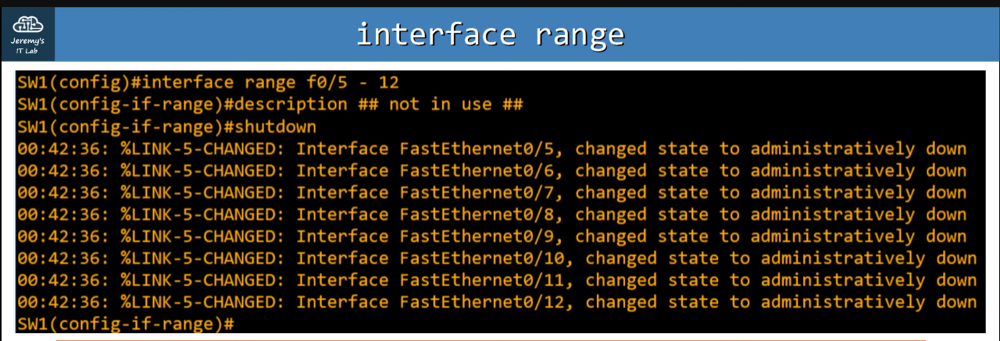 Jeremy's
IT Lab
interface range
SW1(config)#interface range f0/5 - 12
SW1(config-if-range)#description ## not in use ##
SW1(config-if-range)#shutdown
00:42:36: %LINK-5-CHANGED: Interface FastEthernet0/5, changed state to administratively down
00:42:36: %LINK-5-CHANGED: Interface FastEthernet0/6, changed state to administratively down
00:42:36: %LINK-5-CHANGED: Interface FastEthernet0/7, changed state to administratively down
00:42:36: %LINK-5-CHANGED: Interface FastEthernet0/8, changed state to administratively down
00:42:36: %LINK-5-CHANGED: Interface FastEthernet0/9, changed state to administratively down
00:42:36: %LINK-5-CHANGED: Interface FastEthernet0/10, changed state to administratively down
00:42:36: %LINK-5-CHANGED: Interface FastEthernet0/11, changed state to administratively down
00:42:36: %LINK-5-CHANGED: Interface FastEthernet0/12, changed state to administratively down
SW1(config-if-range)#